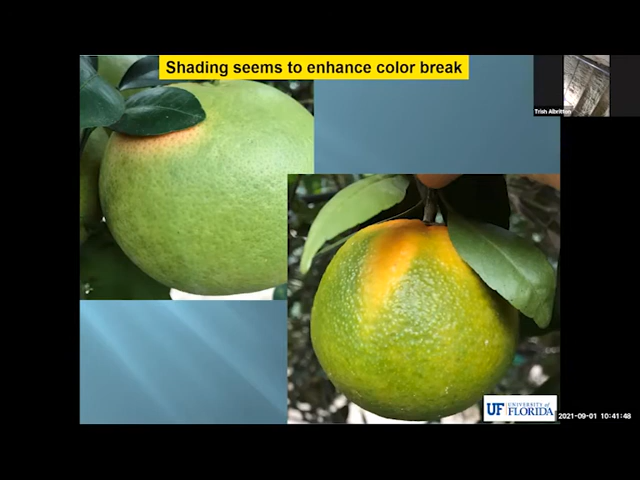 Shading seems to enhance color break
Trish Albritton
UF UNIVERSITY of
FLORIDA
2021-09-01 10:41:48